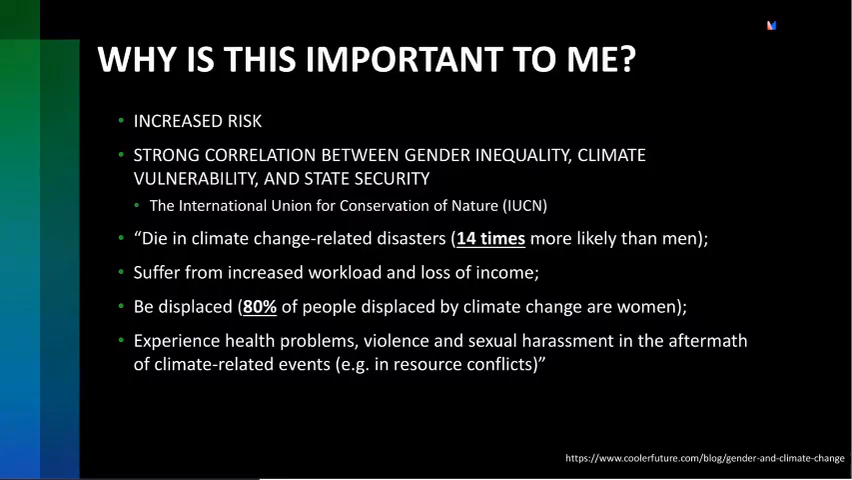 WHY IS THIS IMPORTANT TO ME?
• INCREASED RISK
• STRONG CORRELATION BETWEEN GENDER INEQUALITY, CLIMATE
VULNERABILITY, AND STATE SECURITY
• The International Union for Conservation of Nature (IUCN)
• “Die in climate change-related disasters (14 times more likely than men);
• Suffer from increased workload and loss of income;
• Be displaced (80% of people displaced by climate change are women);
• Experience health problems, violence and sexual harassment in the aftermath
of climate-related events (e.g. in resource conflicts)”
https://www.coolerfuture.com/blog/gender-and-climate-change